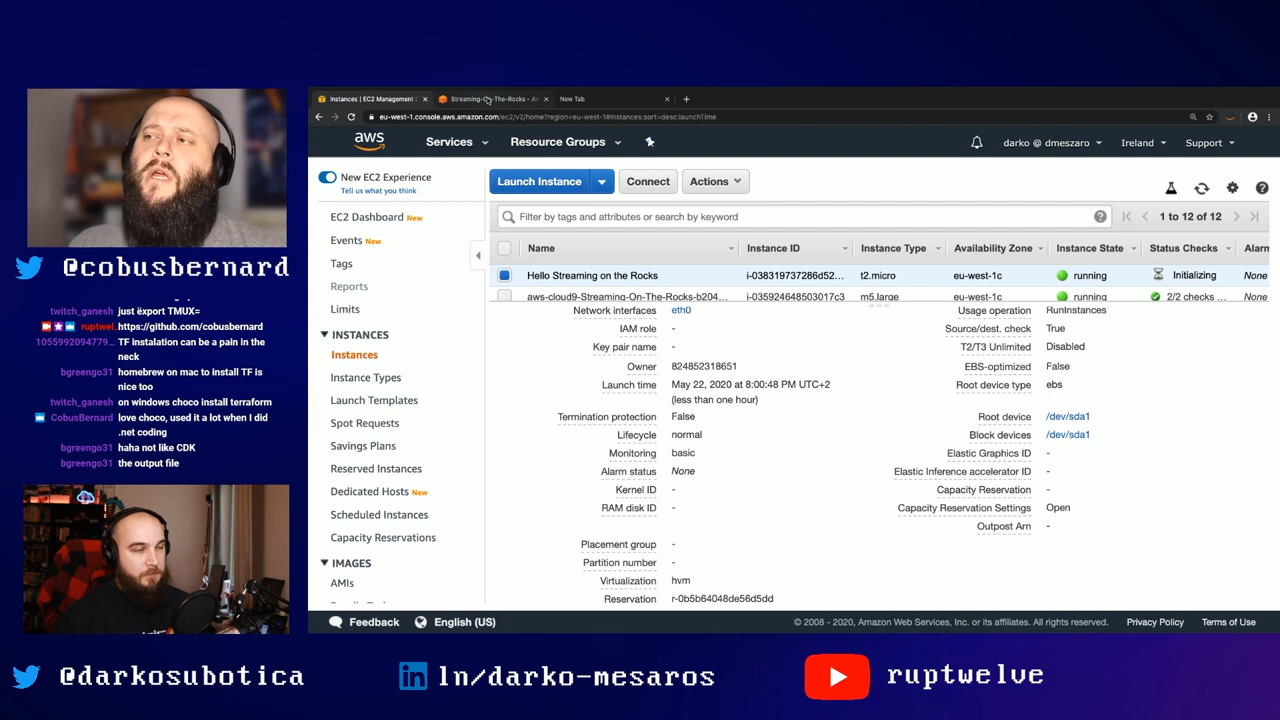 @cobusbernard
twitch_ganesh just ëxport TMUX=
ruptwel. https://github.com/cobusbernard
1055992094779... TF instalation can be a pain in the
neck
bgreengo31 homebrew on mac to install TF is
nice too
twitch_ganesh on windows choco install terraform
CobusBernard love choco, used it a lot when I did
.net coding
bgreengo31 haha not like CDK
bgreengo31 the output file
Instances | EC2 Management
Streaming-On-The-Rocks - A
New Tab
eu-west-1.console.aws.amazon.com/ec2/v2/home?region=eu-west-1#Instances:sort=desc:launchTime
aws Services Resource Groups darko @ dmeszaro Ireland Support
New EC2 Experience
Tell us what you think
EC2 Dashboard New
Events New
Tags
Reports
Limits
INSTANCES
Instances
Instance Types
Launch Templates
Spot Requests
Savings Plans
Reserved Instances
Dedicated Hosts New
Scheduled Instances
Capacity Reservations
IMAGES
AMIs
Launch Instance Connect Actions
Filter by tags and attributes or search by keyword 1 to 12 of 12
Name Instance ID Instance Type Availability Zone Instance State Status Checks Alarm
Hello Streaming on the Rocks i-038319737286d52... t2.micro eu-west-1c running Initializing None
aws-cloud9-Streaming-On-The-Rocks-b204... i-035924648503017c3 m5.large eu-west-1c running 2/2 checks ... None
Network interfaces eth0
IAM role -
Key pair name -
Owner 824852318651
Launch time May 22, 2020 at 8:00:48 PM UTC+2
(less than one hour)
Termination protection False
Lifecycle normal
Monitoring basic
Alarm status None
Kernel ID -
RAM disk ID -
Placement group -
Partition number -
Virtualization hvm
Reservation r-0b5b64048de56d5dd
Usage operation RunInstances
Source/dest. check True
T2/T3 Unlimited Disabled
EBS-optimized False
Root device type ebs
Root device /dev/sda1
Block devices /dev/sda1
Elastic Graphics ID -
Elastic Inference accelerator ID -
Capacity Reservation -
Capacity Reservation Settings Open
Outpost Arn -
Feedback English (US) © 2008 - 2020, Amazon Web Services, Inc. or its affiliates. All rights reserved. Privacy Policy Terms of Use
@darkosubotica ln/darko-mesaros ruptwelve